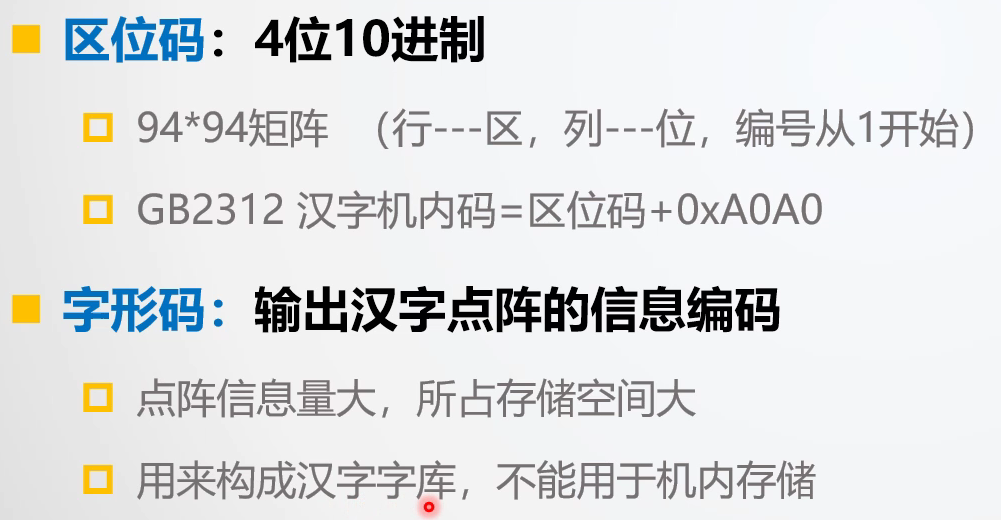 区位码：4位10进制
94*94矩阵 （行---区，列---位，编号从1开始）
GB2312 汉字机内码=区位码+0xA0A0
字形码：输出汉字点阵的信息编码
点阵信息量大，所占存储空间大
用来构成汉字字库，不能用于机内存储